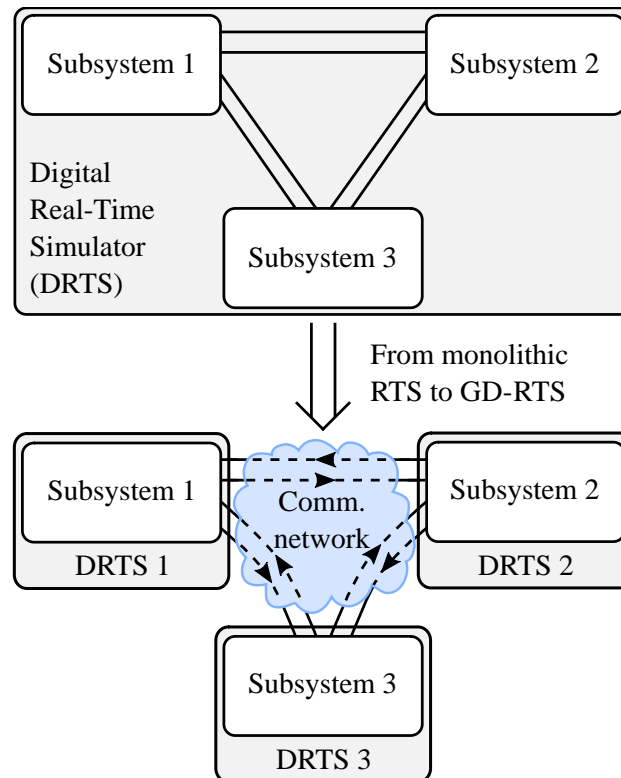 Subsystem 1
Subsystem 2
Digital
Real-Time
Simulator
(DRTS)
Subsystem 3
From monolithic
RTS to GD-RTS
Subsystem 1
Comm.
network
Subsystem 2
DRTS 1
DRTS 2
Subsystem 3
DRTS 3